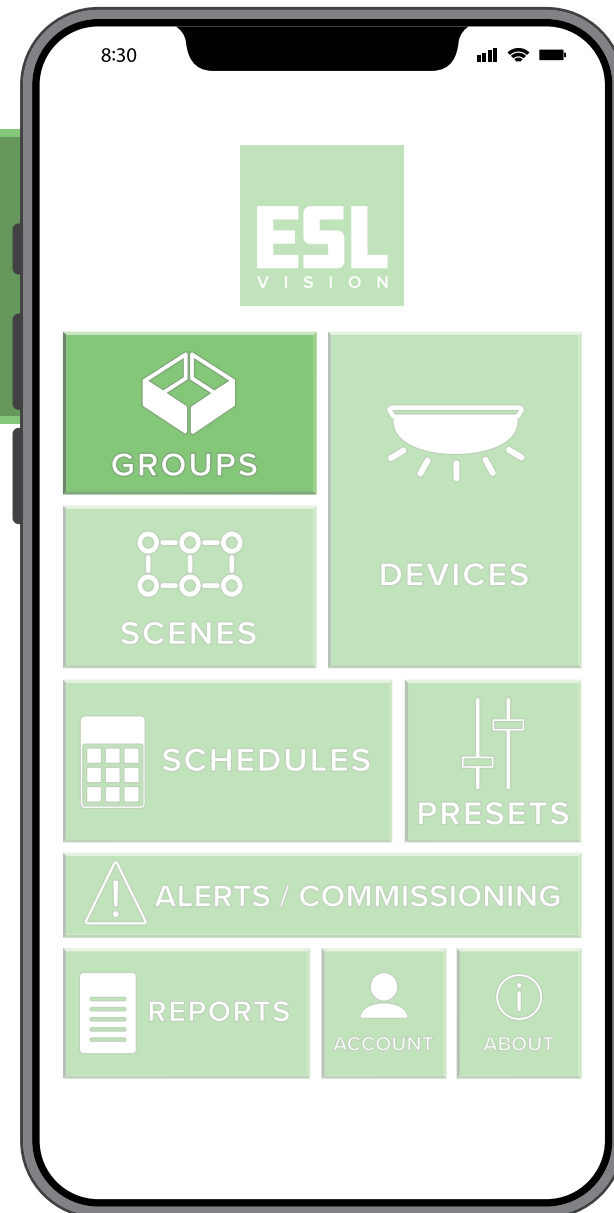 8:30
ESL
VISION
GROUPS
DEVICES
SCENES
SCHEDULES
PRESETS
ALERTS / COMMISSIONING
REPORTS
ACCOUNT
ABOUT